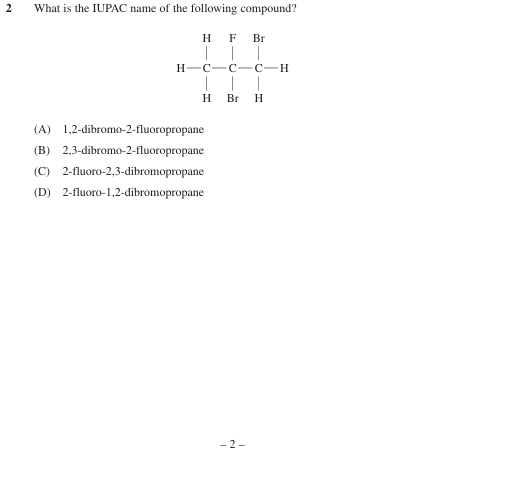 2 What is the IUPAC name of the following compound?
H F Br
H — C — C — C — H
H Br H
(A) 1,2-dibromo-2-fluoropropane
(B) 2,3-dibromo-2-fluoropropane
(C) 2-fluoro-2,3-dibromopropane
(D) 2-fluoro-1,2-dibromopropane
– 2 –